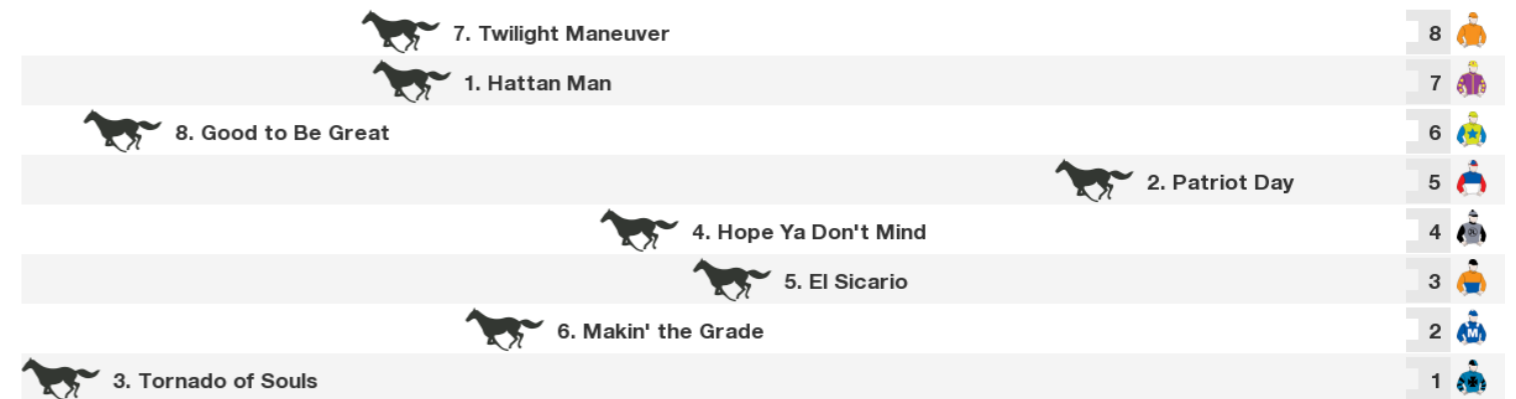 7. Twilight Maneuver 8
1. Hattan Man 7
8. Good to Be Great 6
2. Patriot Day 5
4. Hope Ya Don't Mind 4
5. El Sicario 3
6. Makin' the Grade 2
M
3. Tornado of Souls 1